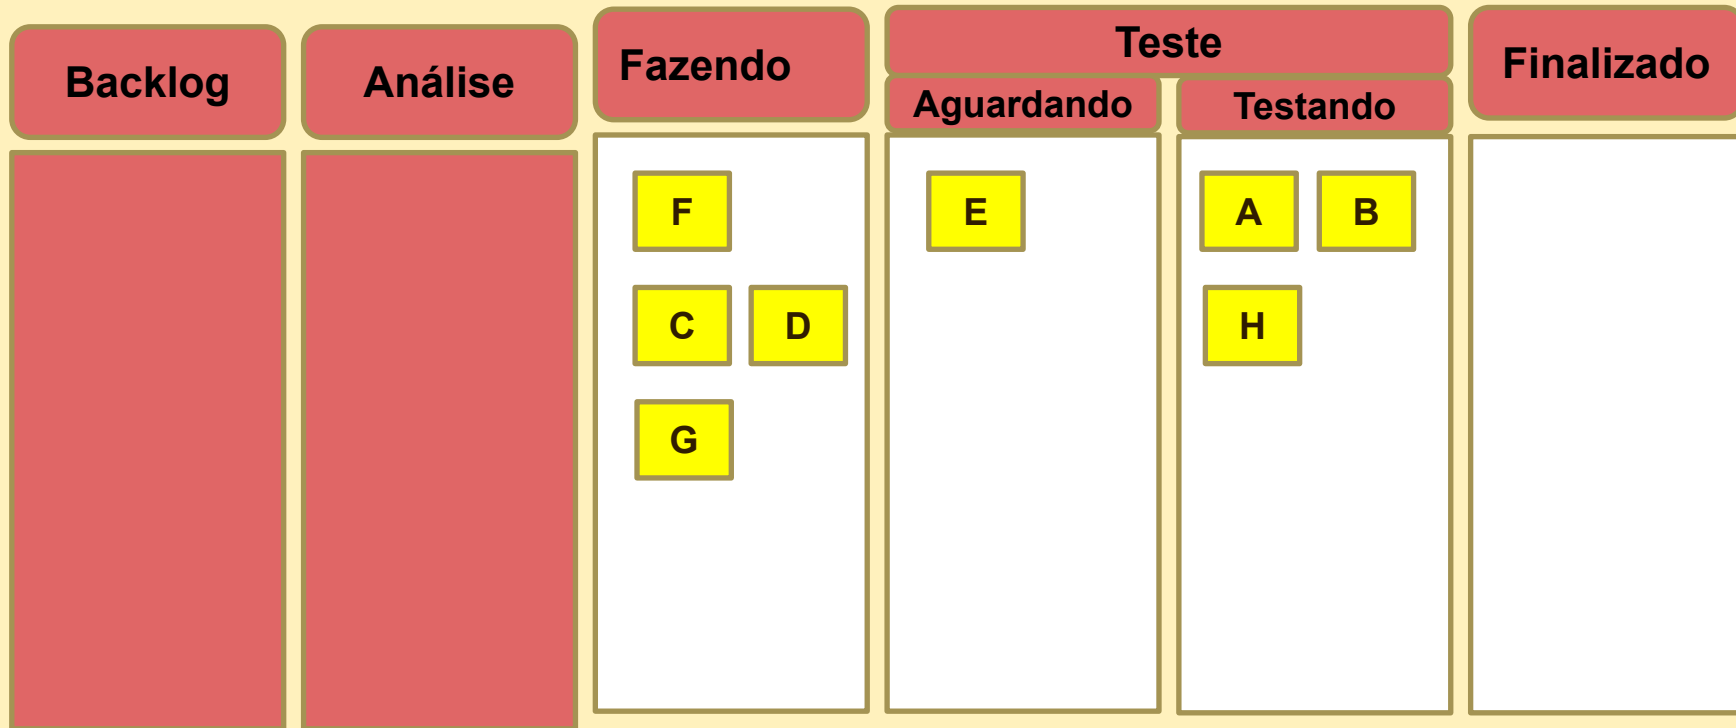 Backlog
Análise
Fazendo
Teste
Aguardando
Testando
Finalizado
F
C D
G
E
A B
H